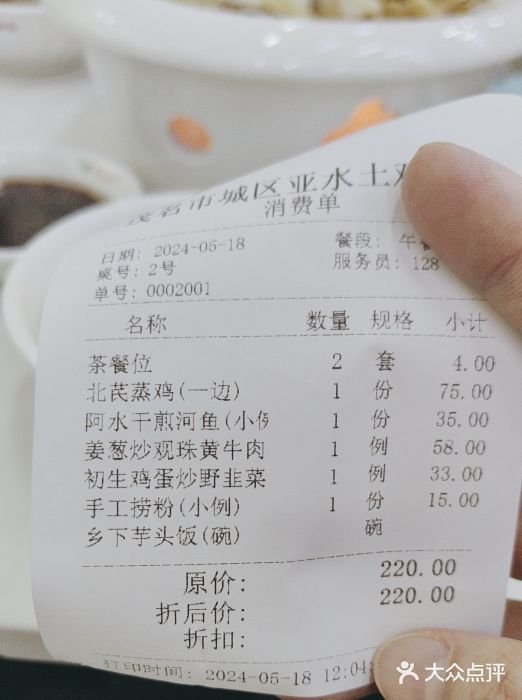 茂名市城区亚水土鸡
消费单
日期: 2024-05-18 餐段: 午餐
桌号: 2号 服务员: 128
单号: 0002001
名称 数量 规格 小计
茶餐位 2 套 4.00
北芪蒸鸡(一边) 1 份 75.00
阿水干煎河鱼(小例 1 份 35.00
姜葱炒观珠黄牛肉 1 例 58.00
初生鸡蛋炒野韭菜 1 例 33.00
手工捞粉(小例) 1 份 15.00
乡下芋头饭(碗) 碗
原价: 220.00
折后价: 220.00
折扣:
打印时间: 2024-05-18 12:04
大众点评